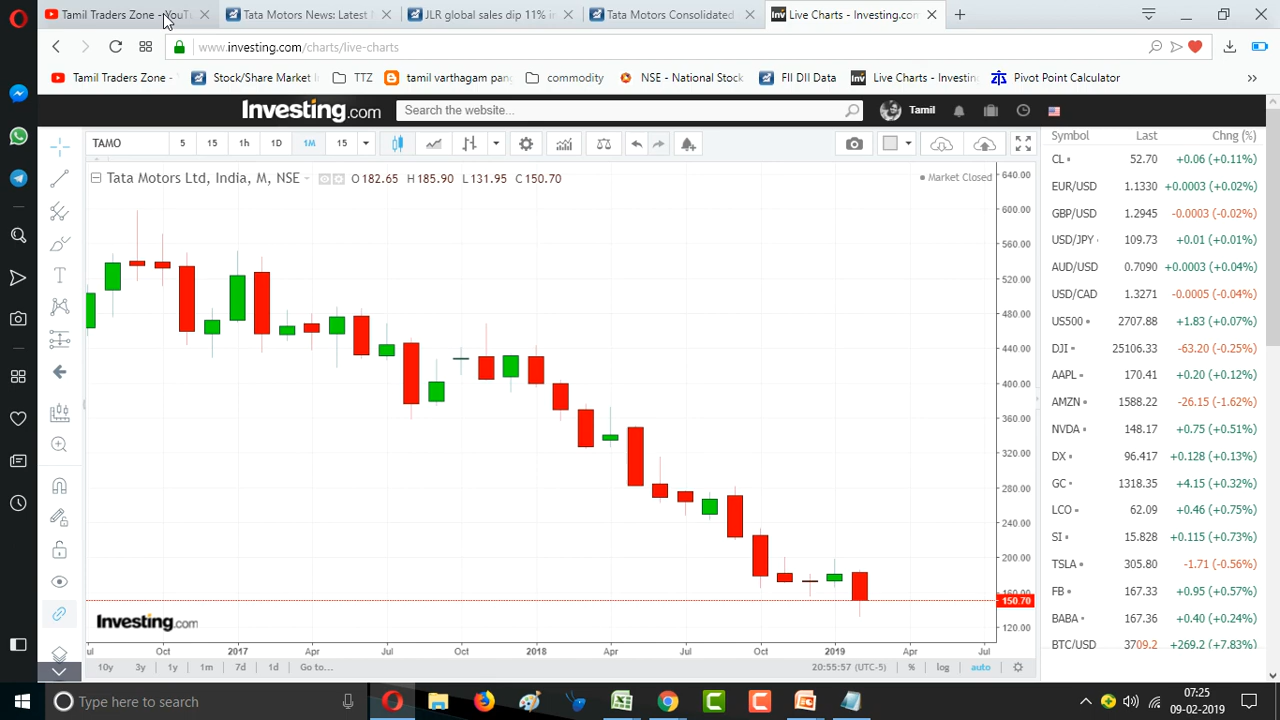 Tamil Traders Zone - YouTu
Tata Motors News: Latest N
JLR global sales dip 11% in
Tata Motors Consolidated
Live Charts - Investing.com
www.investing.com/charts/live-charts
Tamil Traders Zone -
Stock/Share Market I
TTZ
tamil varthagam pan
commodity
NSE - National Stock
FII DII Data
Live Charts - Investin
Pivot Point Calculator
Investing.com
Search the website...
Tamil
TAMO
5 15 1h 1D 1M 15
Tata Motors Ltd, India, M, NSE
O182.65 H185.90 L131.95 C150.70
Market Closed
640.00
600.00
560.00
520.00
480.00
440.00
400.00
360.00
320.00
280.00
240.00
200.00
160.00
150.70
120.00
Investing.com
ul Oct 2017 Apr Jul Oct 2018 Apr Jul Oct 2019 Apr Jul
10y 3y 1y 1m 7d 1d Go to...
20:55:57 (UTC-5) % log auto
Symbol Last Chng (%)
CL 52.70 +0.06 (+0.11%)
EUR/USD 1.1330 +0.0003 (+0.02%)
GBP/USD 1.2945 -0.0003 (-0.02%)
USD/JPY 109.73 +0.01 (+0.01%)
AUD/USD 0.7090 +0.0003 (+0.04%)
USD/CAD 1.3271 -0.0005 (-0.04%)
US500 2707.88 +1.83 (+0.07%)
DJI 25106.33 -63.20 (-0.25%)
AAPL 170.41 +0.20 (+0.12%)
AMZN 1588.22 -26.15 (-1.62%)
NVDA 148.17 +0.75 (+0.51%)
DX 96.417 +0.128 (+0.13%)
GC 1318.35 +4.15 (+0.32%)
LCO 62.09 +0.46 (+0.75%)
SI 15.828 +0.115 (+0.73%)
TSLA 305.80 -1.71 (-0.56%)
FB 167.33 +0.95 (+0.57%)
BABA 167.36 +0.40 (+0.24%)
BTC/USD 3709.2 +269.2 (+7.83%)
Type here to search
07:25
09-02-2019